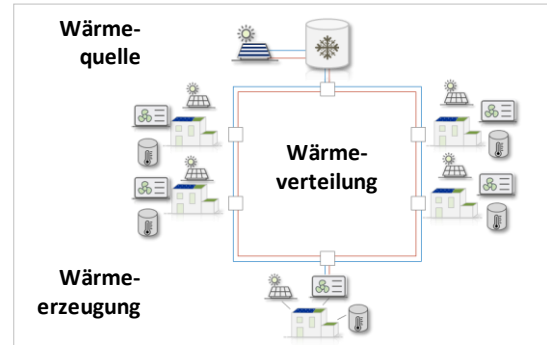 Wärme-
quelle
Wärme-
verteilung
Wärme-
erzeugung